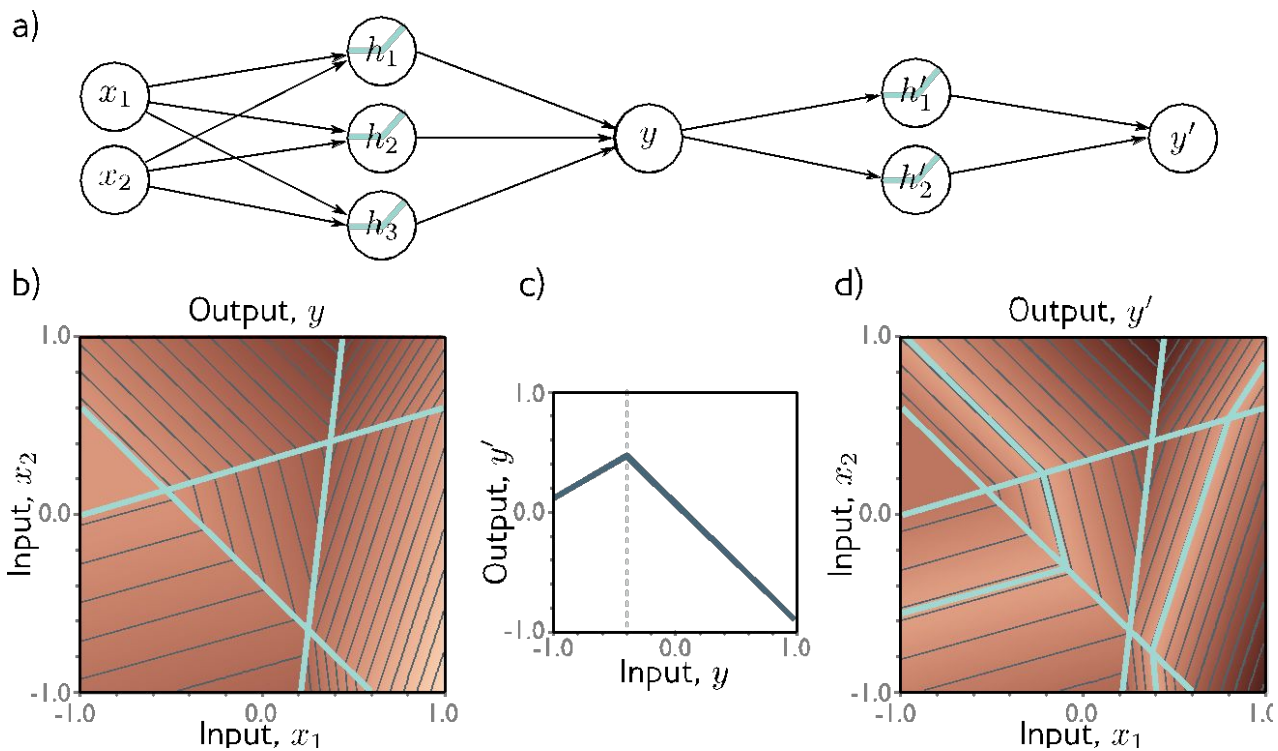 a)
x₁
x₂
h₁
h₂
h₃
y
h′₁
h′₂
y′
b)
Output, y
1.0
0.0
-1.0
Input, x₂
-1.0 0.0 1.0
Input, x₁
c)
1.0
0.0
-1.0
Output, y′
-1.0 0.0 1.0
Input, y
d)
Output, y′
1.0
0.0
-1.0
Input, x₂
-1.0 0.0 1.0
Input, x₁